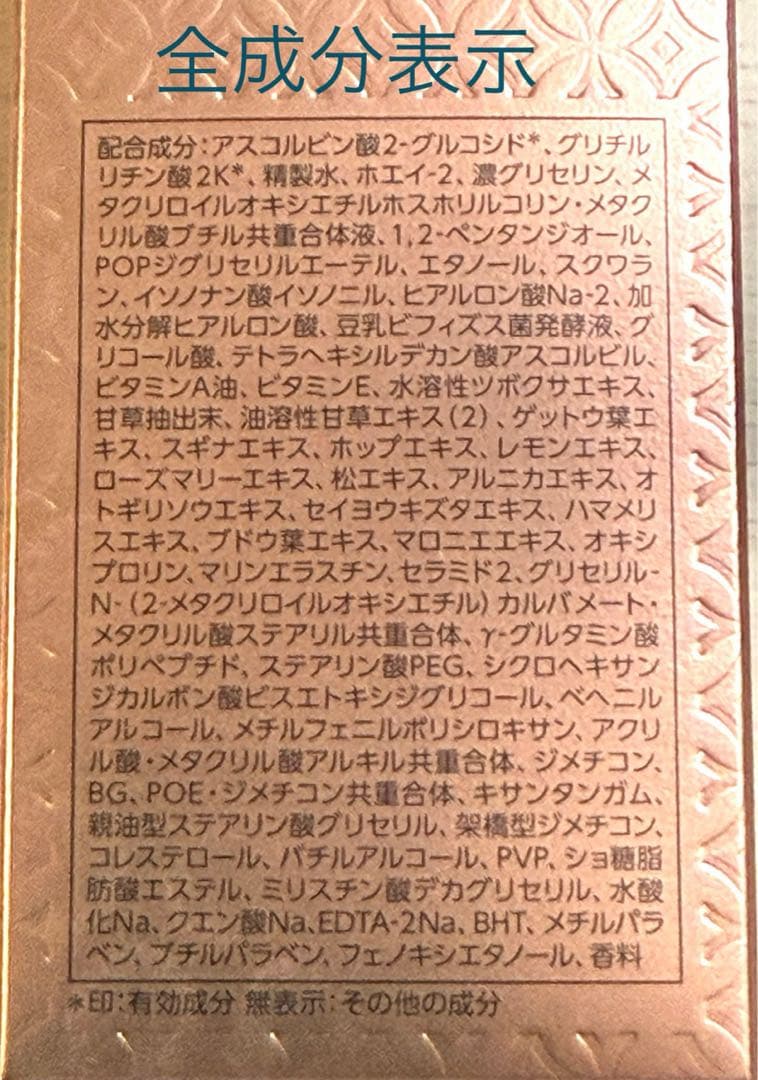 全成分表示
配合成分：アスコルビン酸2-グルコシド*、グリチル
リチン酸2K*、精製水、ホエイ-2、濃グリセリン、メ
タクリロイルオキシエチルホスホリルコリン・メタク
リル酸ブチル共重合体液、1,2-ペンタンジオール、
POPジグリセリルエーテル、エタノール、スクワラ
ン、イソノナン酸イソノニル、ヒアルロン酸Na-2、加
水分解ヒアルロン酸、豆乳ビフィズス菌発酵液、グ
リコール酸、テトラヘキシルデカン酸アスコルビル、
ビタミンA油、ビタミンE、水溶性ツボクサエキス、
甘草抽出末、油溶性甘草エキス（2）、ゲットウ葉エ
キス、スギナエキス、ホップエキス、レモンエキス、
ローズマリーエキス、松エキス、アルニカエキス、オ
トギリソウエキス、セイヨウキズタエキス、ハマメリ
スエキス、ブドウ葉エキス、マロニエエキス、オキシ
プロリン、マリンエラスチン、セラミド2、グリセリル-
N-（2-メタクリロイルオキシエチル）カルバメート・
メタクリル酸ステアリル共重合体、γ-グルタミン酸
ポリペプチド、ステアリン酸PEG、シクロヘキサン
ジカルボン酸ビスエトキシジグリコール、ベヘニル
アルコール、メチルフェニルポリシロキサン、アクリ
ル酸・メタクリル酸アルキル共重合体、ジメチコン、
BG、POE・ジメチコン共重合体、キサンタンガム、
親油型ステアリン酸グリセリル、架橋型ジメチコン、
コレステロール、バチルアルコール、PVP、ショ糖脂
肪酸エステル、ミリスチン酸デカグリセリル、水酸
化Na、クエン酸Na、EDTA-2Na、BHT、メチルパラ
ベン、ブチルパラベン、フェノキシエタノール、香料
*印：有効成分 無表示：その他の成分